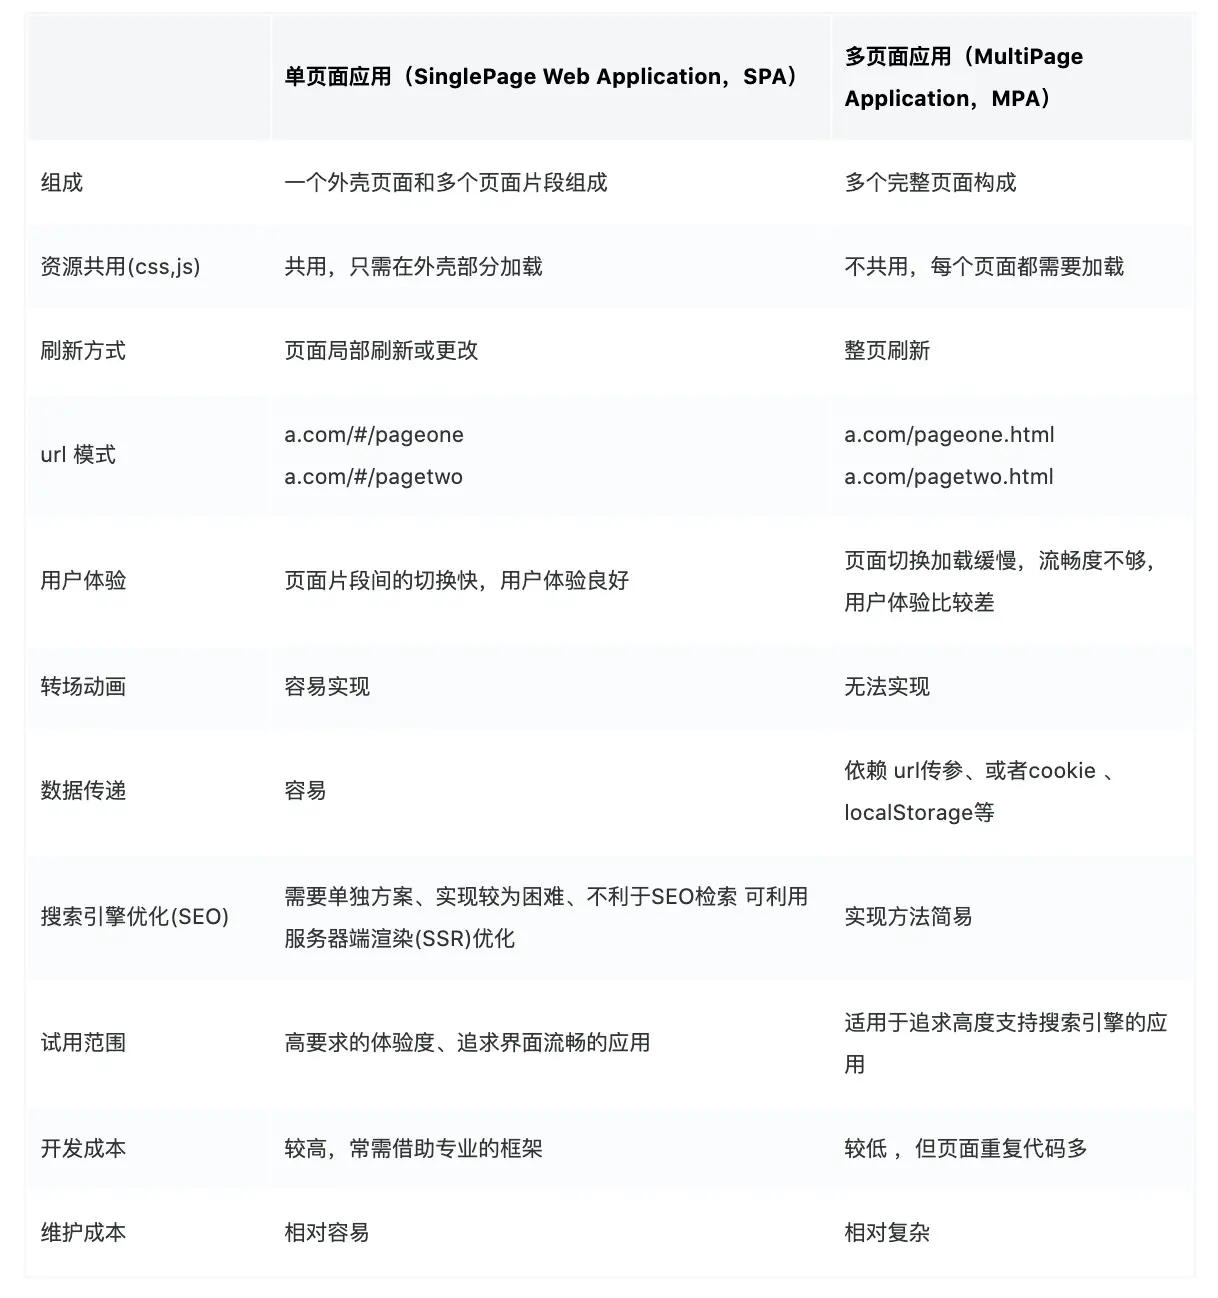 单页面应用（SinglePage Web Application，SPA）
多页面应用（MultiPage
Application，MPA）
组成
一个外壳页面和多个页面片段组成
多个完整页面构成
资源共用(css,js)
共用，只需在外壳部分加载
不共用，每个页面都需要加载
刷新方式
页面局部刷新或更改
整页刷新
url 模式
a.com/#/pageone
a.com/#/pagetwo
a.com/pageone.html
a.com/pagetwo.html
用户体验
页面片段间的切换快，用户体验良好
页面切换加载缓慢，流畅度不够，
用户体验比较差
转场动画
容易实现
无法实现
数据传递
容易
依赖 url传参、或者cookie 、
localStorage等
搜索引擎优化(SEO)
需要单独方案、实现较为困难、不利于SEO检索 可利用
服务器端渲染(SSR)优化
实现方法简易
试用范围
高要求的体验度、追求界面流畅的应用
适用于追求高度支持搜索引擎的应
用
开发成本
较高，常需借助专业的框架
较低 ，但页面重复代码多
维护成本
相对容易
相对复杂